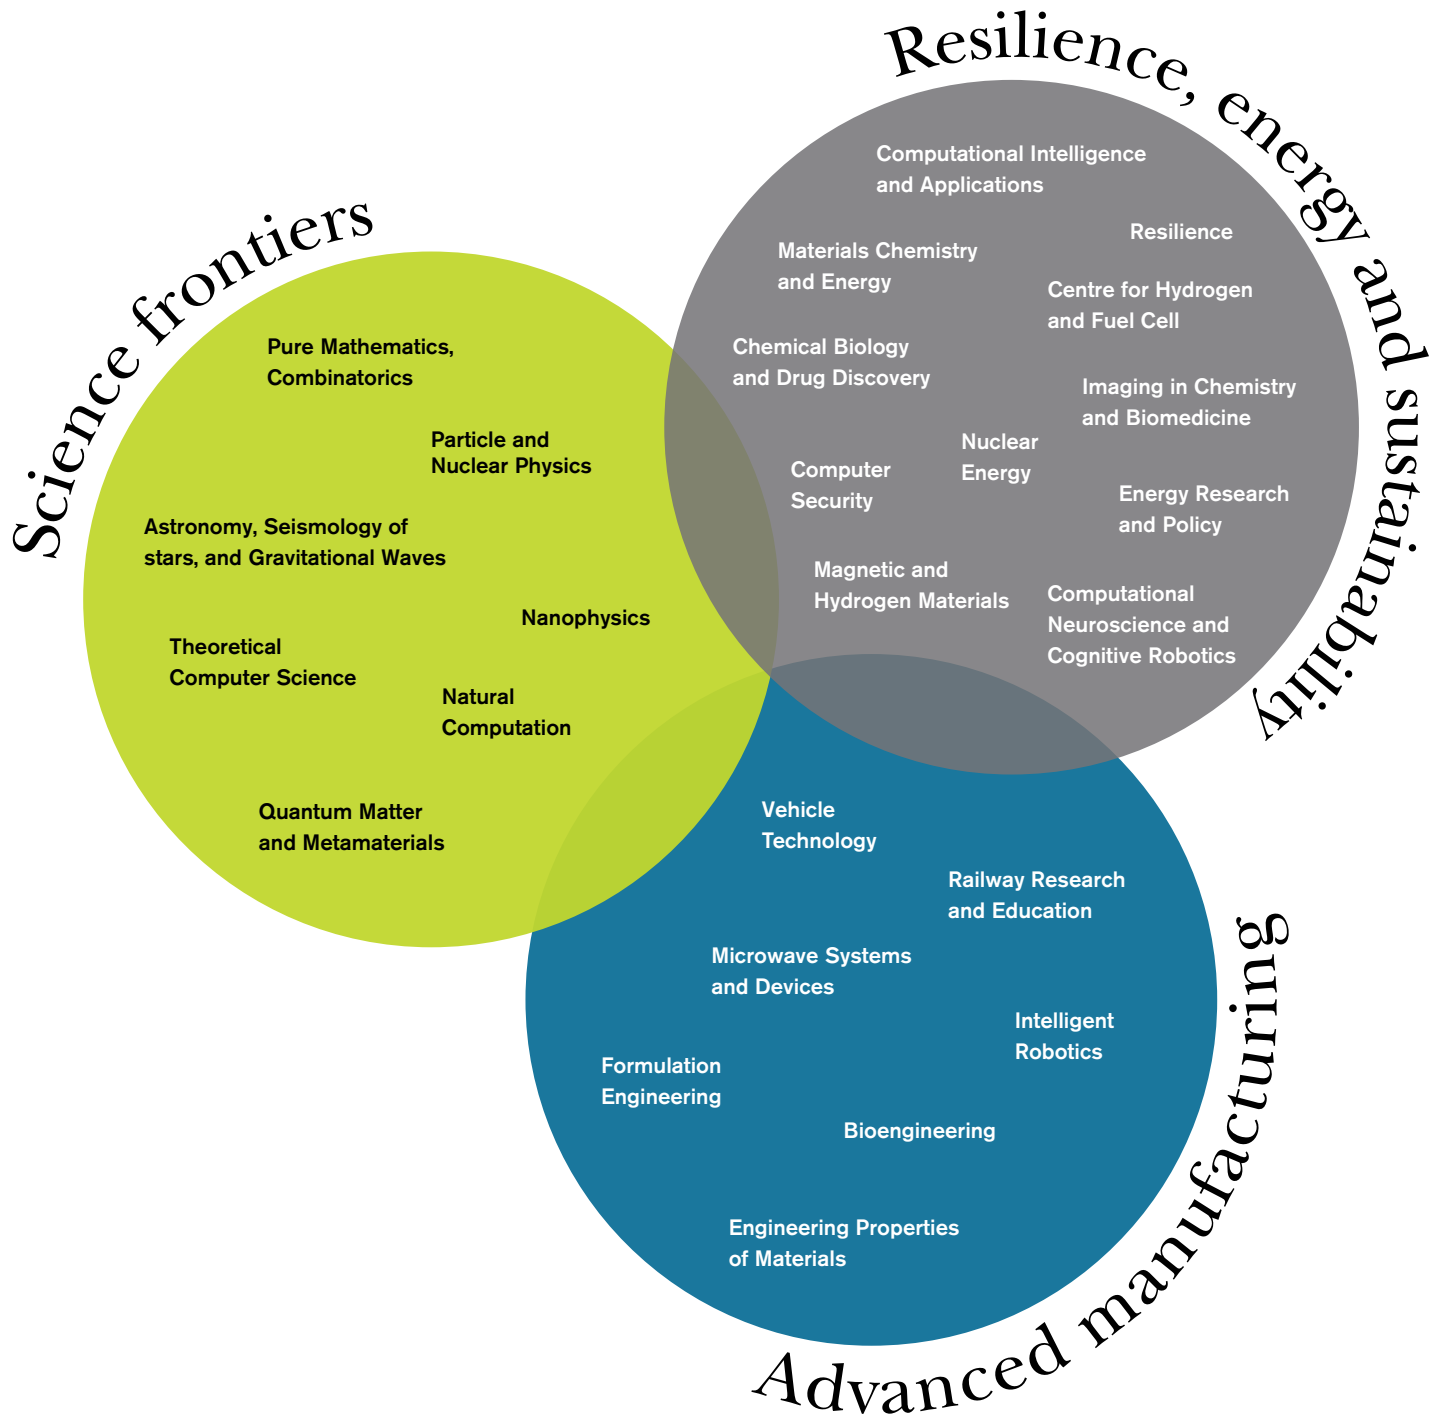 Science frontiers
Pure Mathematics,
Combinatorics
Particle and
Nuclear Physics
Astronomy, Seismology of
stars, and Gravitational Waves
Nanophysics
Theoretical
Computer Science
Natural
Computation
Quantum Matter
and Metamaterials
Resilience, energy and sustainability
Computational Intelligence
and Applications
Resilience
Materials Chemistry
and Energy
Centre for Hydrogen
and Fuel Cell
Chemical Biology
and Drug Discovery
Imaging in Chemistry
and Biomedicine
Nuclear
Energy
Computer
Security
Energy Research
and Policy
Magnetic and
Hydrogen Materials
Computational
Neuroscience and
Cognitive Robotics
Vehicle
Technology
Railway Research
and Education
Microwave Systems
and Devices
Intelligent
Robotics
Formulation
Engineering
Bioengineering
Engineering Properties
of Materials
Advanced manufacturing